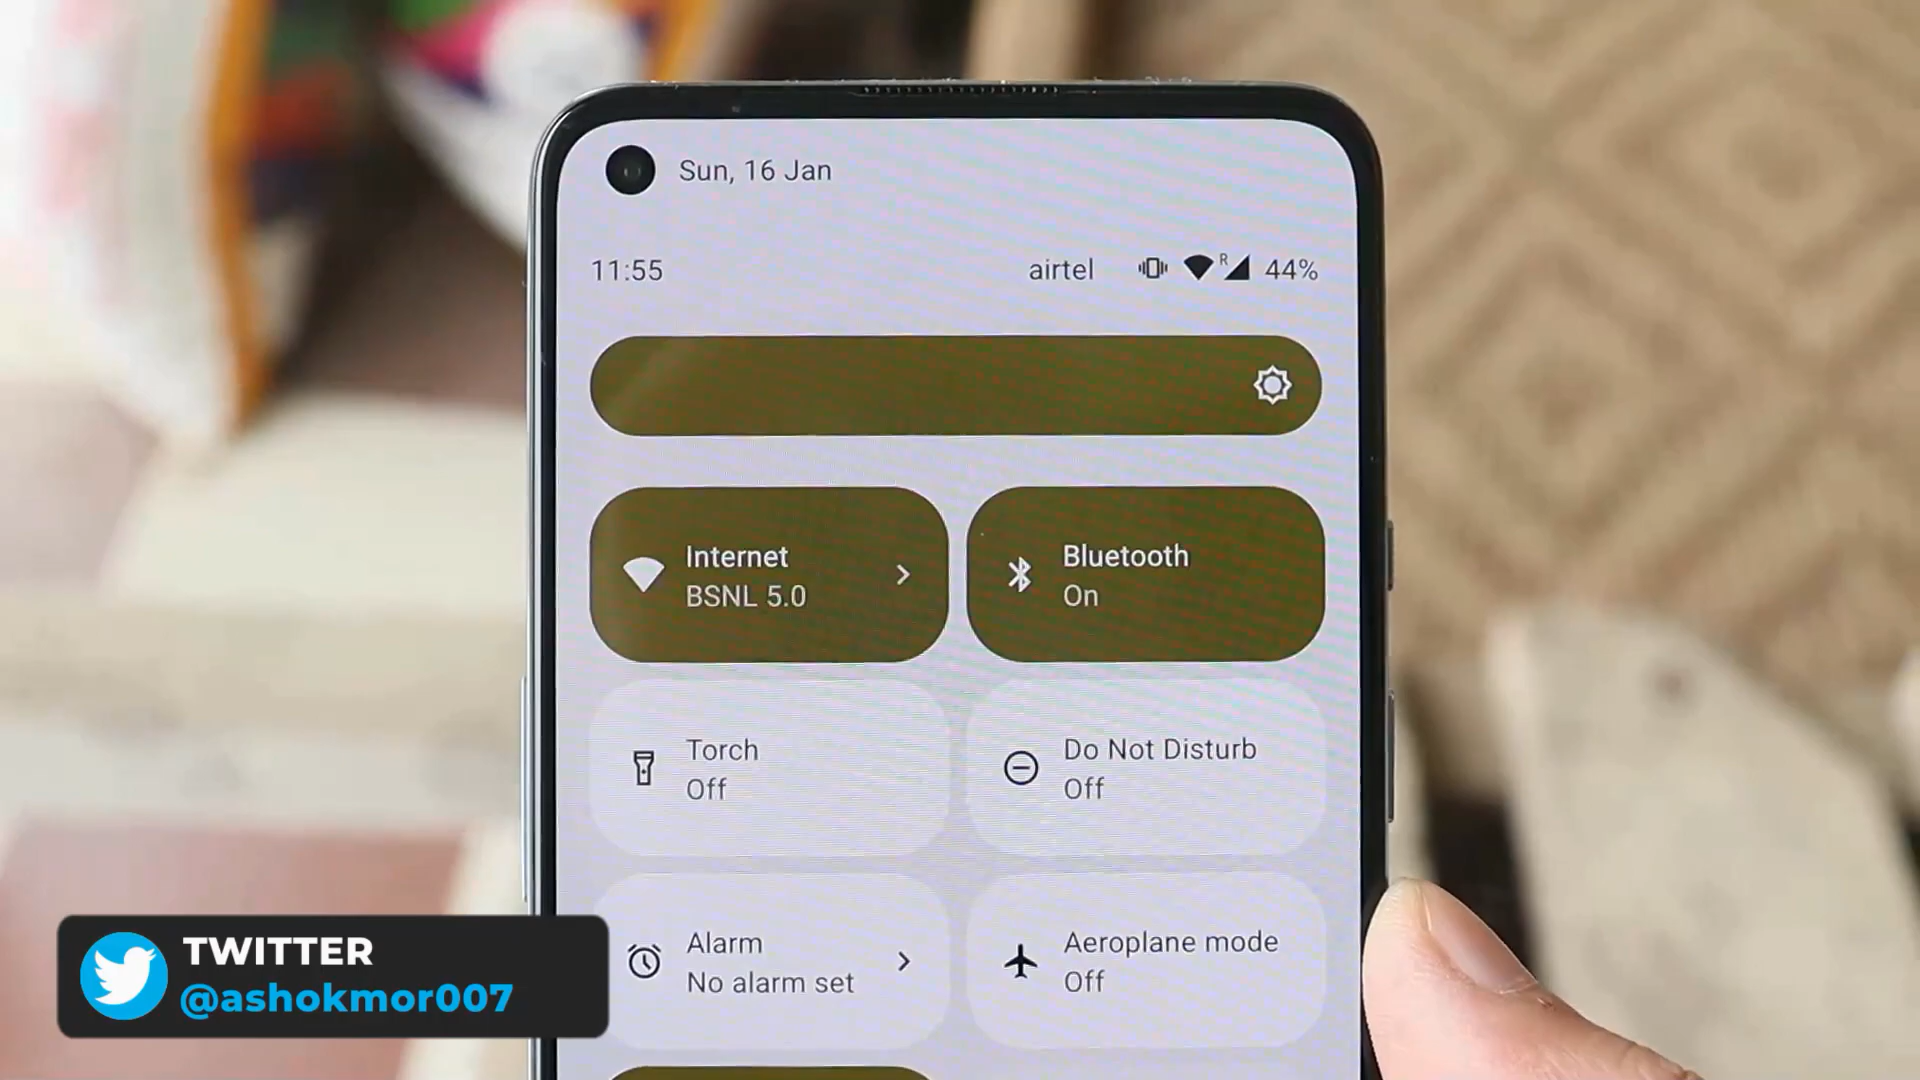 Sun, 16 Jan
11:55
airtel
R
44%
Internet
BSNL 5.0
Bluetooth
On
Torch
Off
Do Not Disturb
Off
Alarm
No alarm set
Aeroplane mode
Off
TWITTER
@ashokmor007